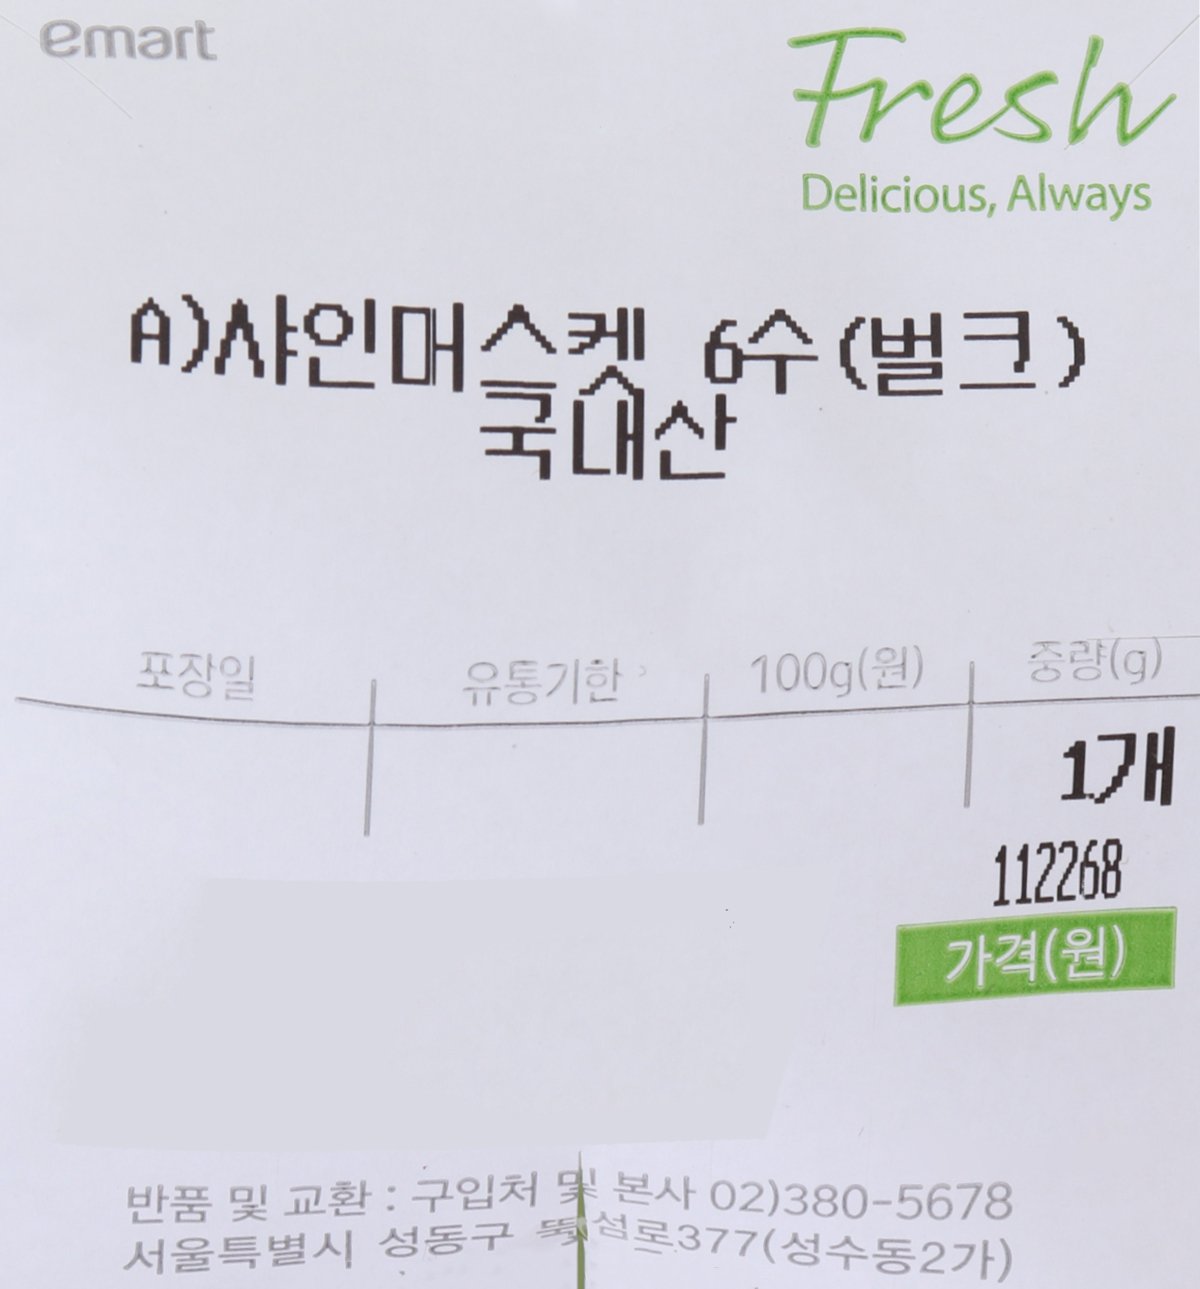 emart
Fresh
Delicious, Always
A)샤인머스켓 6수(벌크)
국내산
포장일 유통기한 100g(원) 중량(g)
1개
112268
가격(원)
반품 및 교환 : 구입처 및 본사 02)380-5678
서울특별시 성동구 뚝섬로377(성수동2가)